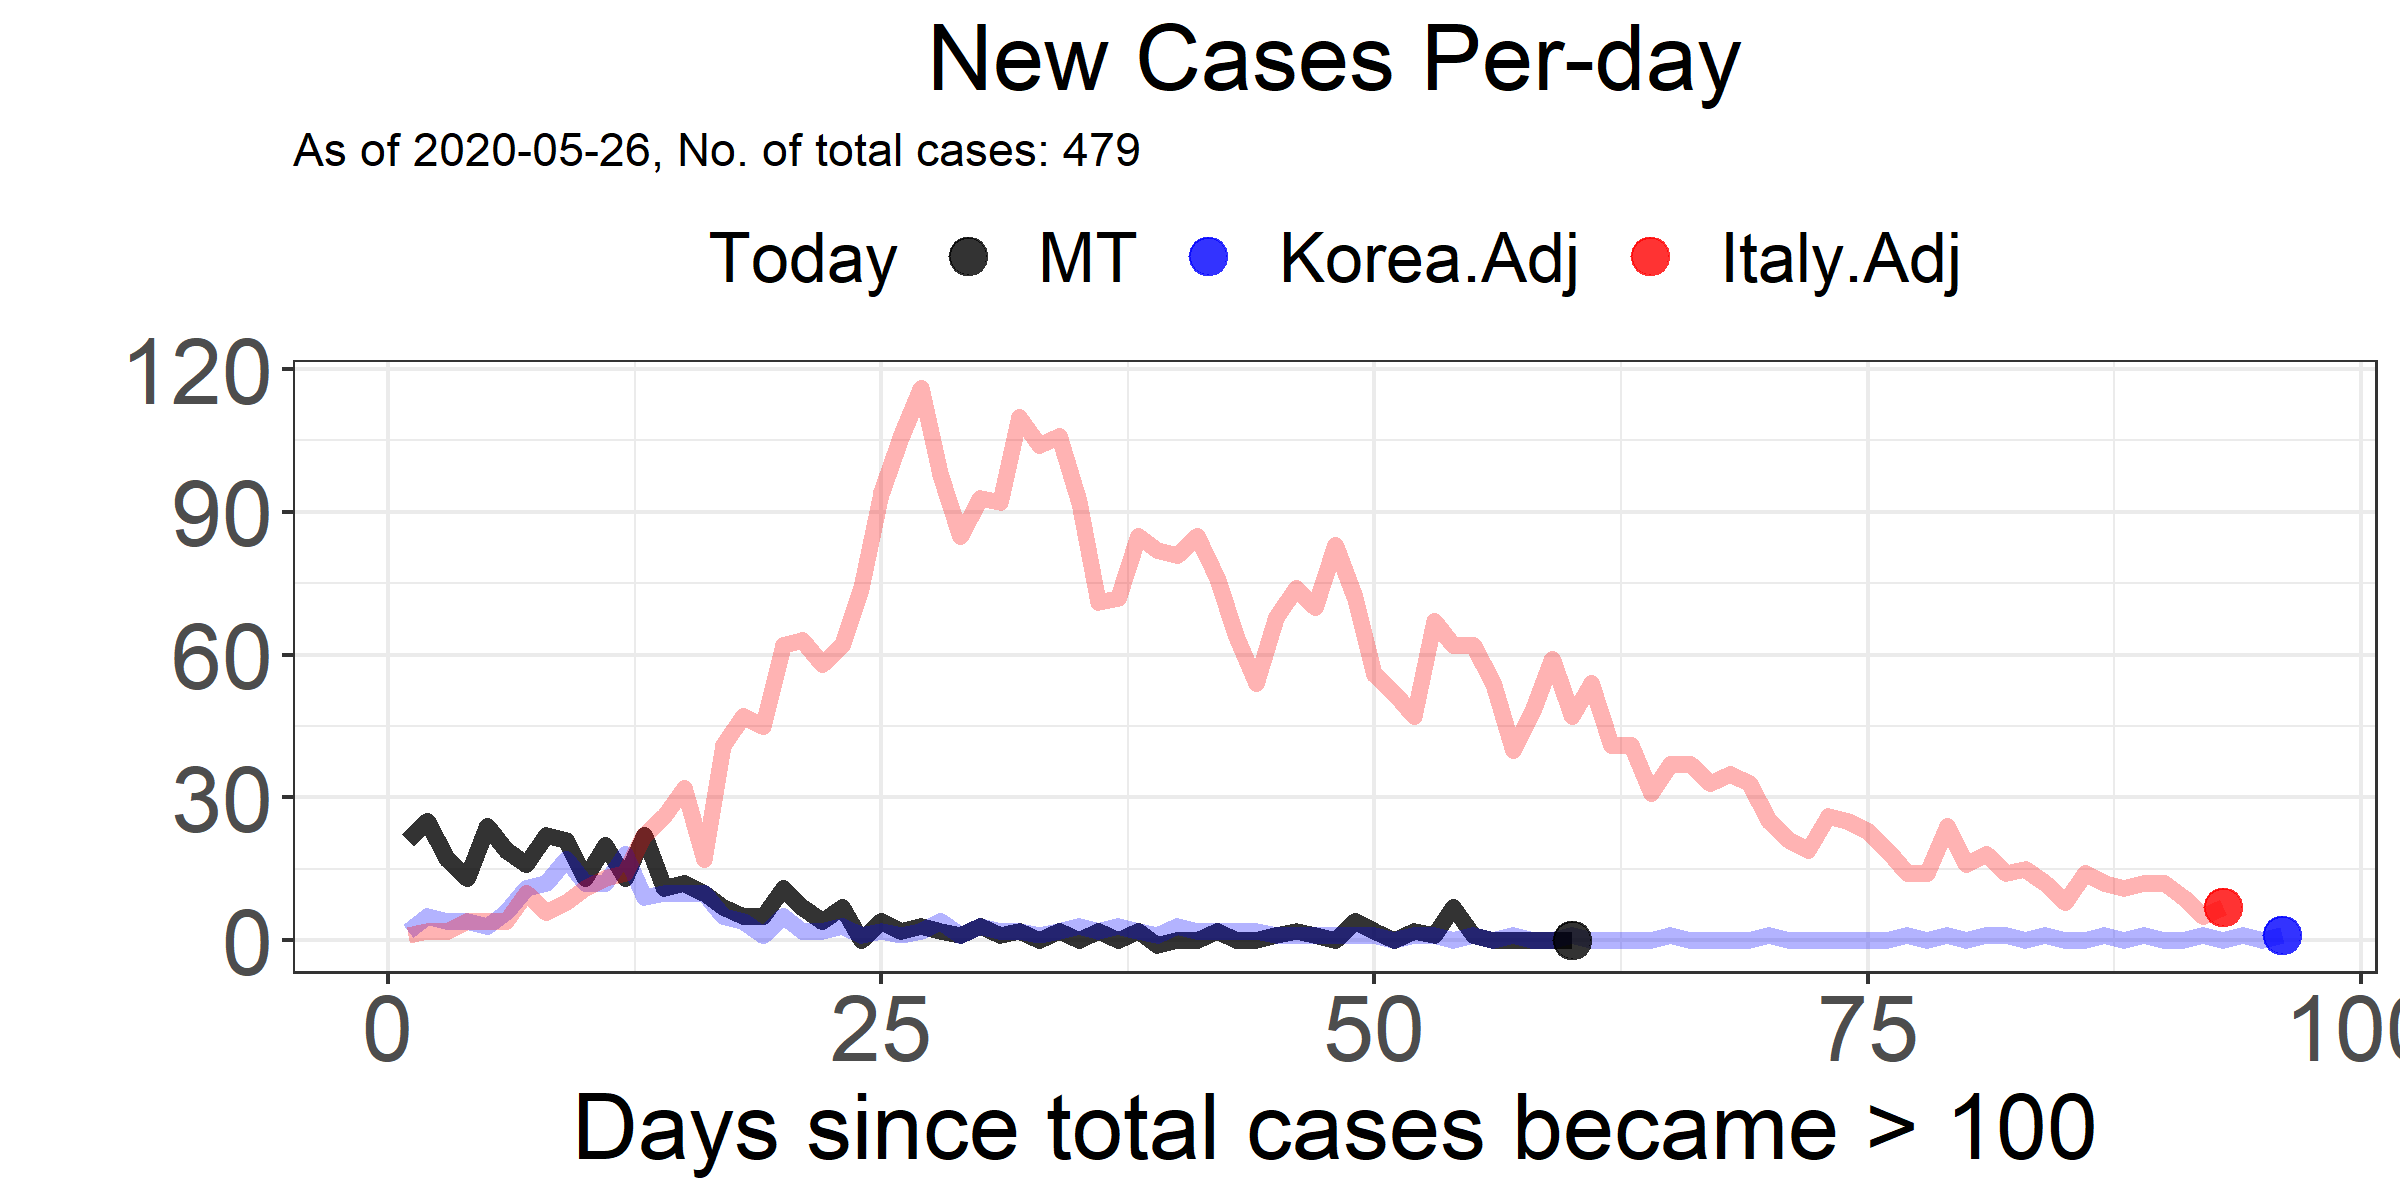 New Cases Per-day
As of 2020-05-26, No. of total cases: 479
Today MT Korea.Adj Italy.Adj
120
90
60
30
0
0 25 50 75 100
Days since total cases became > 100